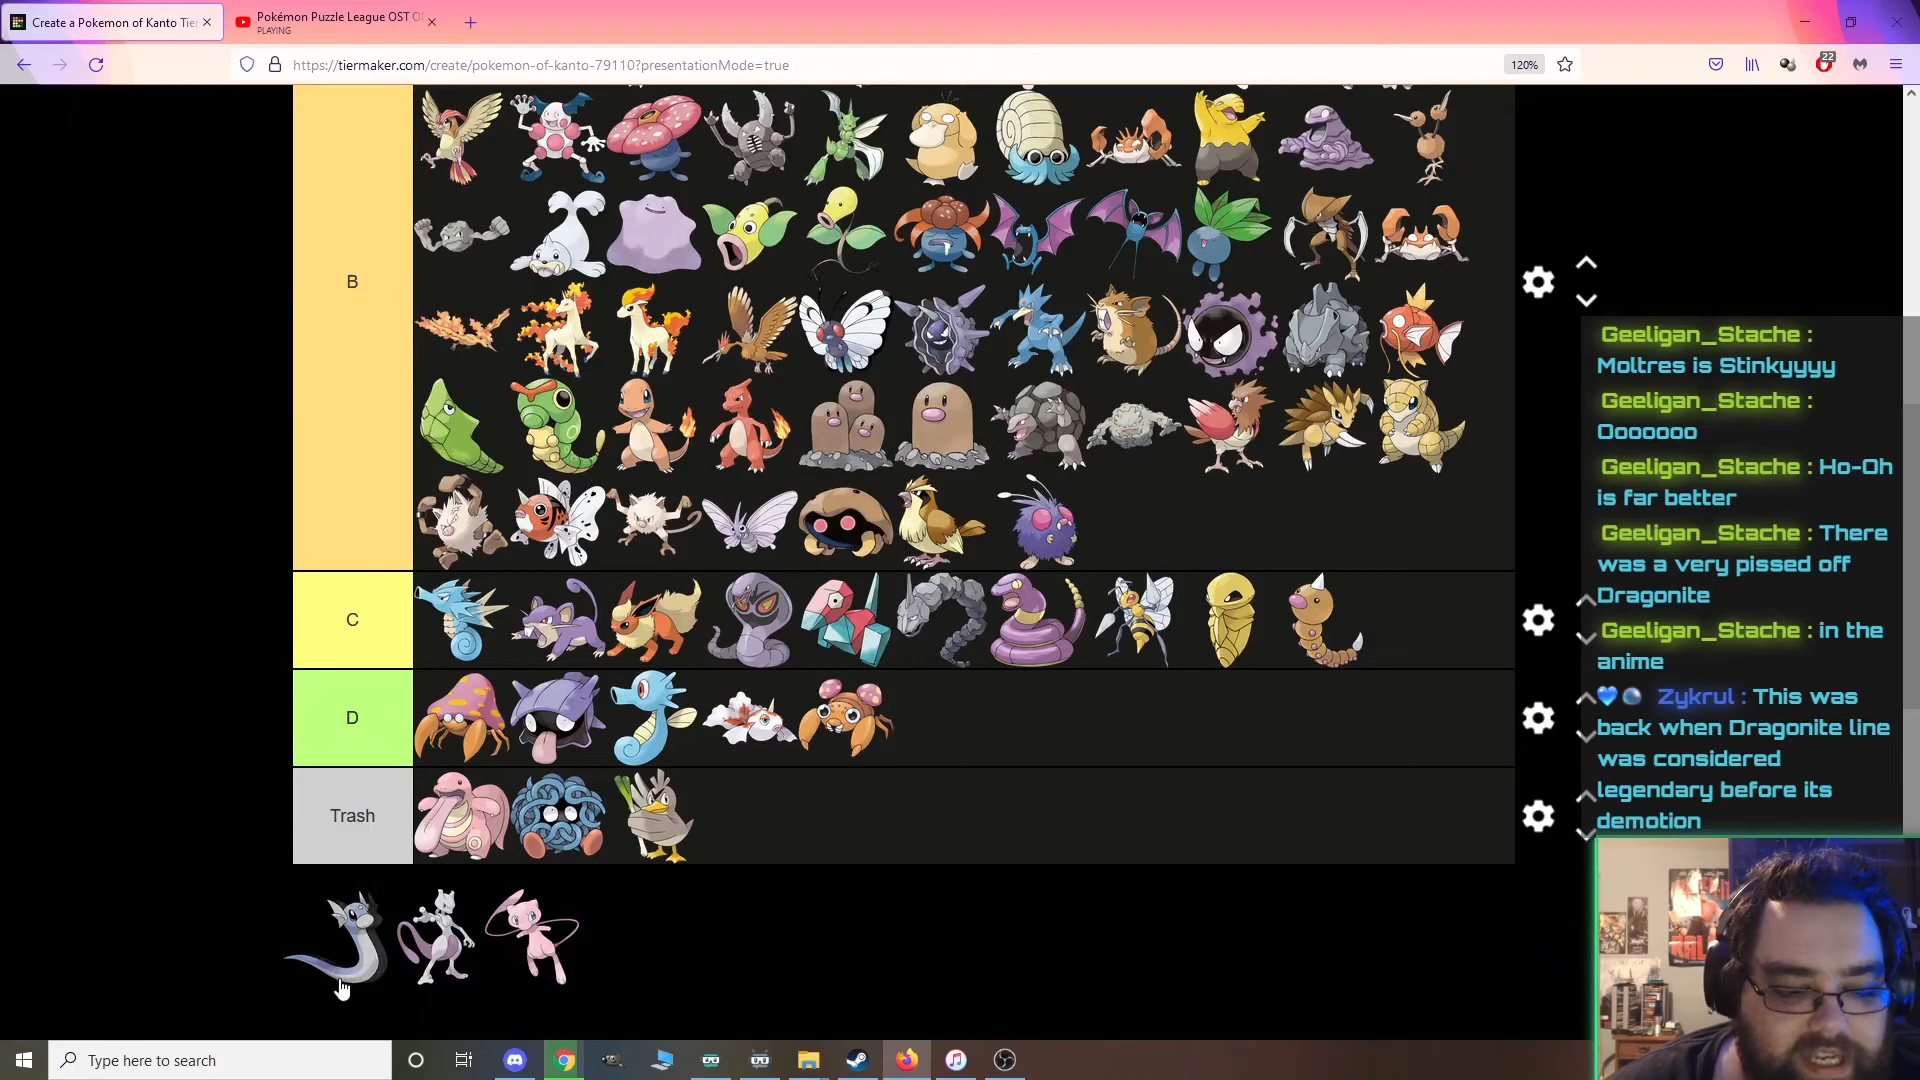 Create a Pokemon of Kanto Tier
Pokémon Puzzle League OST O
PLAYING
https://tiermaker.com/create/pokemon-of-kanto-79110?presentationMode=true
120%
22
B
C
D
Trash
Geeligan_Stache :
Moltres is Stinkyyyy
Geeligan_Stache :
Ooooooo
Geeligan_Stache : Ho-Oh
is far better
Geeligan_Stache : There
was a very pissed off
Dragonite
Geeligan_Stache : in the
anime
Zykrul : This was
back when Dragonite line
was considered
legendary before its
demotion
Type here to search